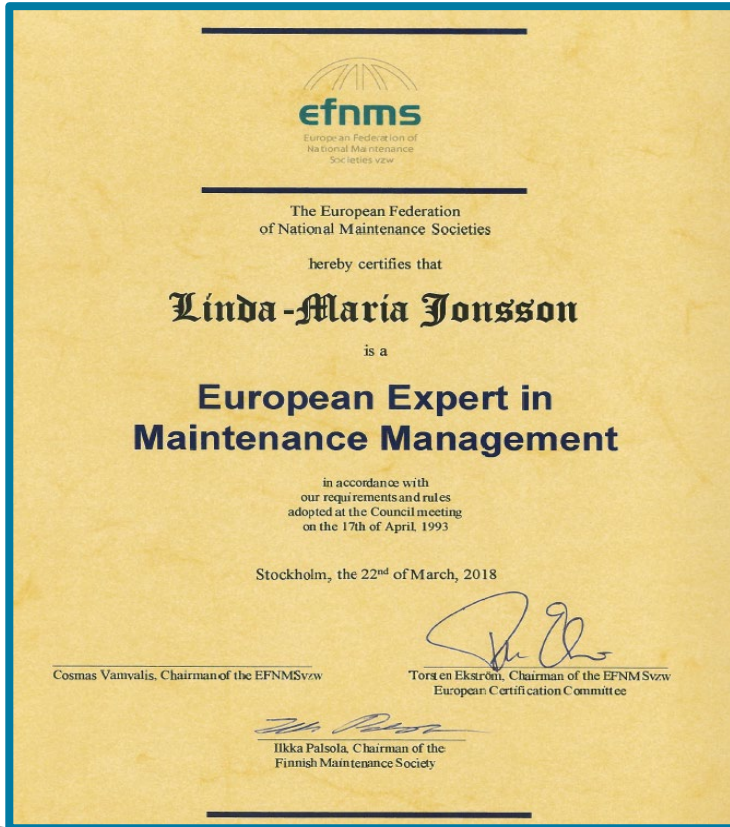 efnms
European Federation of
National Maintenance
Societies vzw
The European Federation
of National Maintenance Societies
hereby certifies that
Linda-Maria Jonsson
is a
European Expert in
Maintenance Management
in accordance with
our requirements and rules
adopted at the Council meeting
on the 17th of April, 1993
Stockholm, the 22nd of March, 2018
Cosmas Vamvalis, Chairman of the EFNMSvzw
Torsten Ekström, Chairman of the EFNMSvzw
European Certification Committee
Ilkka Palsola, Chairman of the
Finnish Maintenance Society